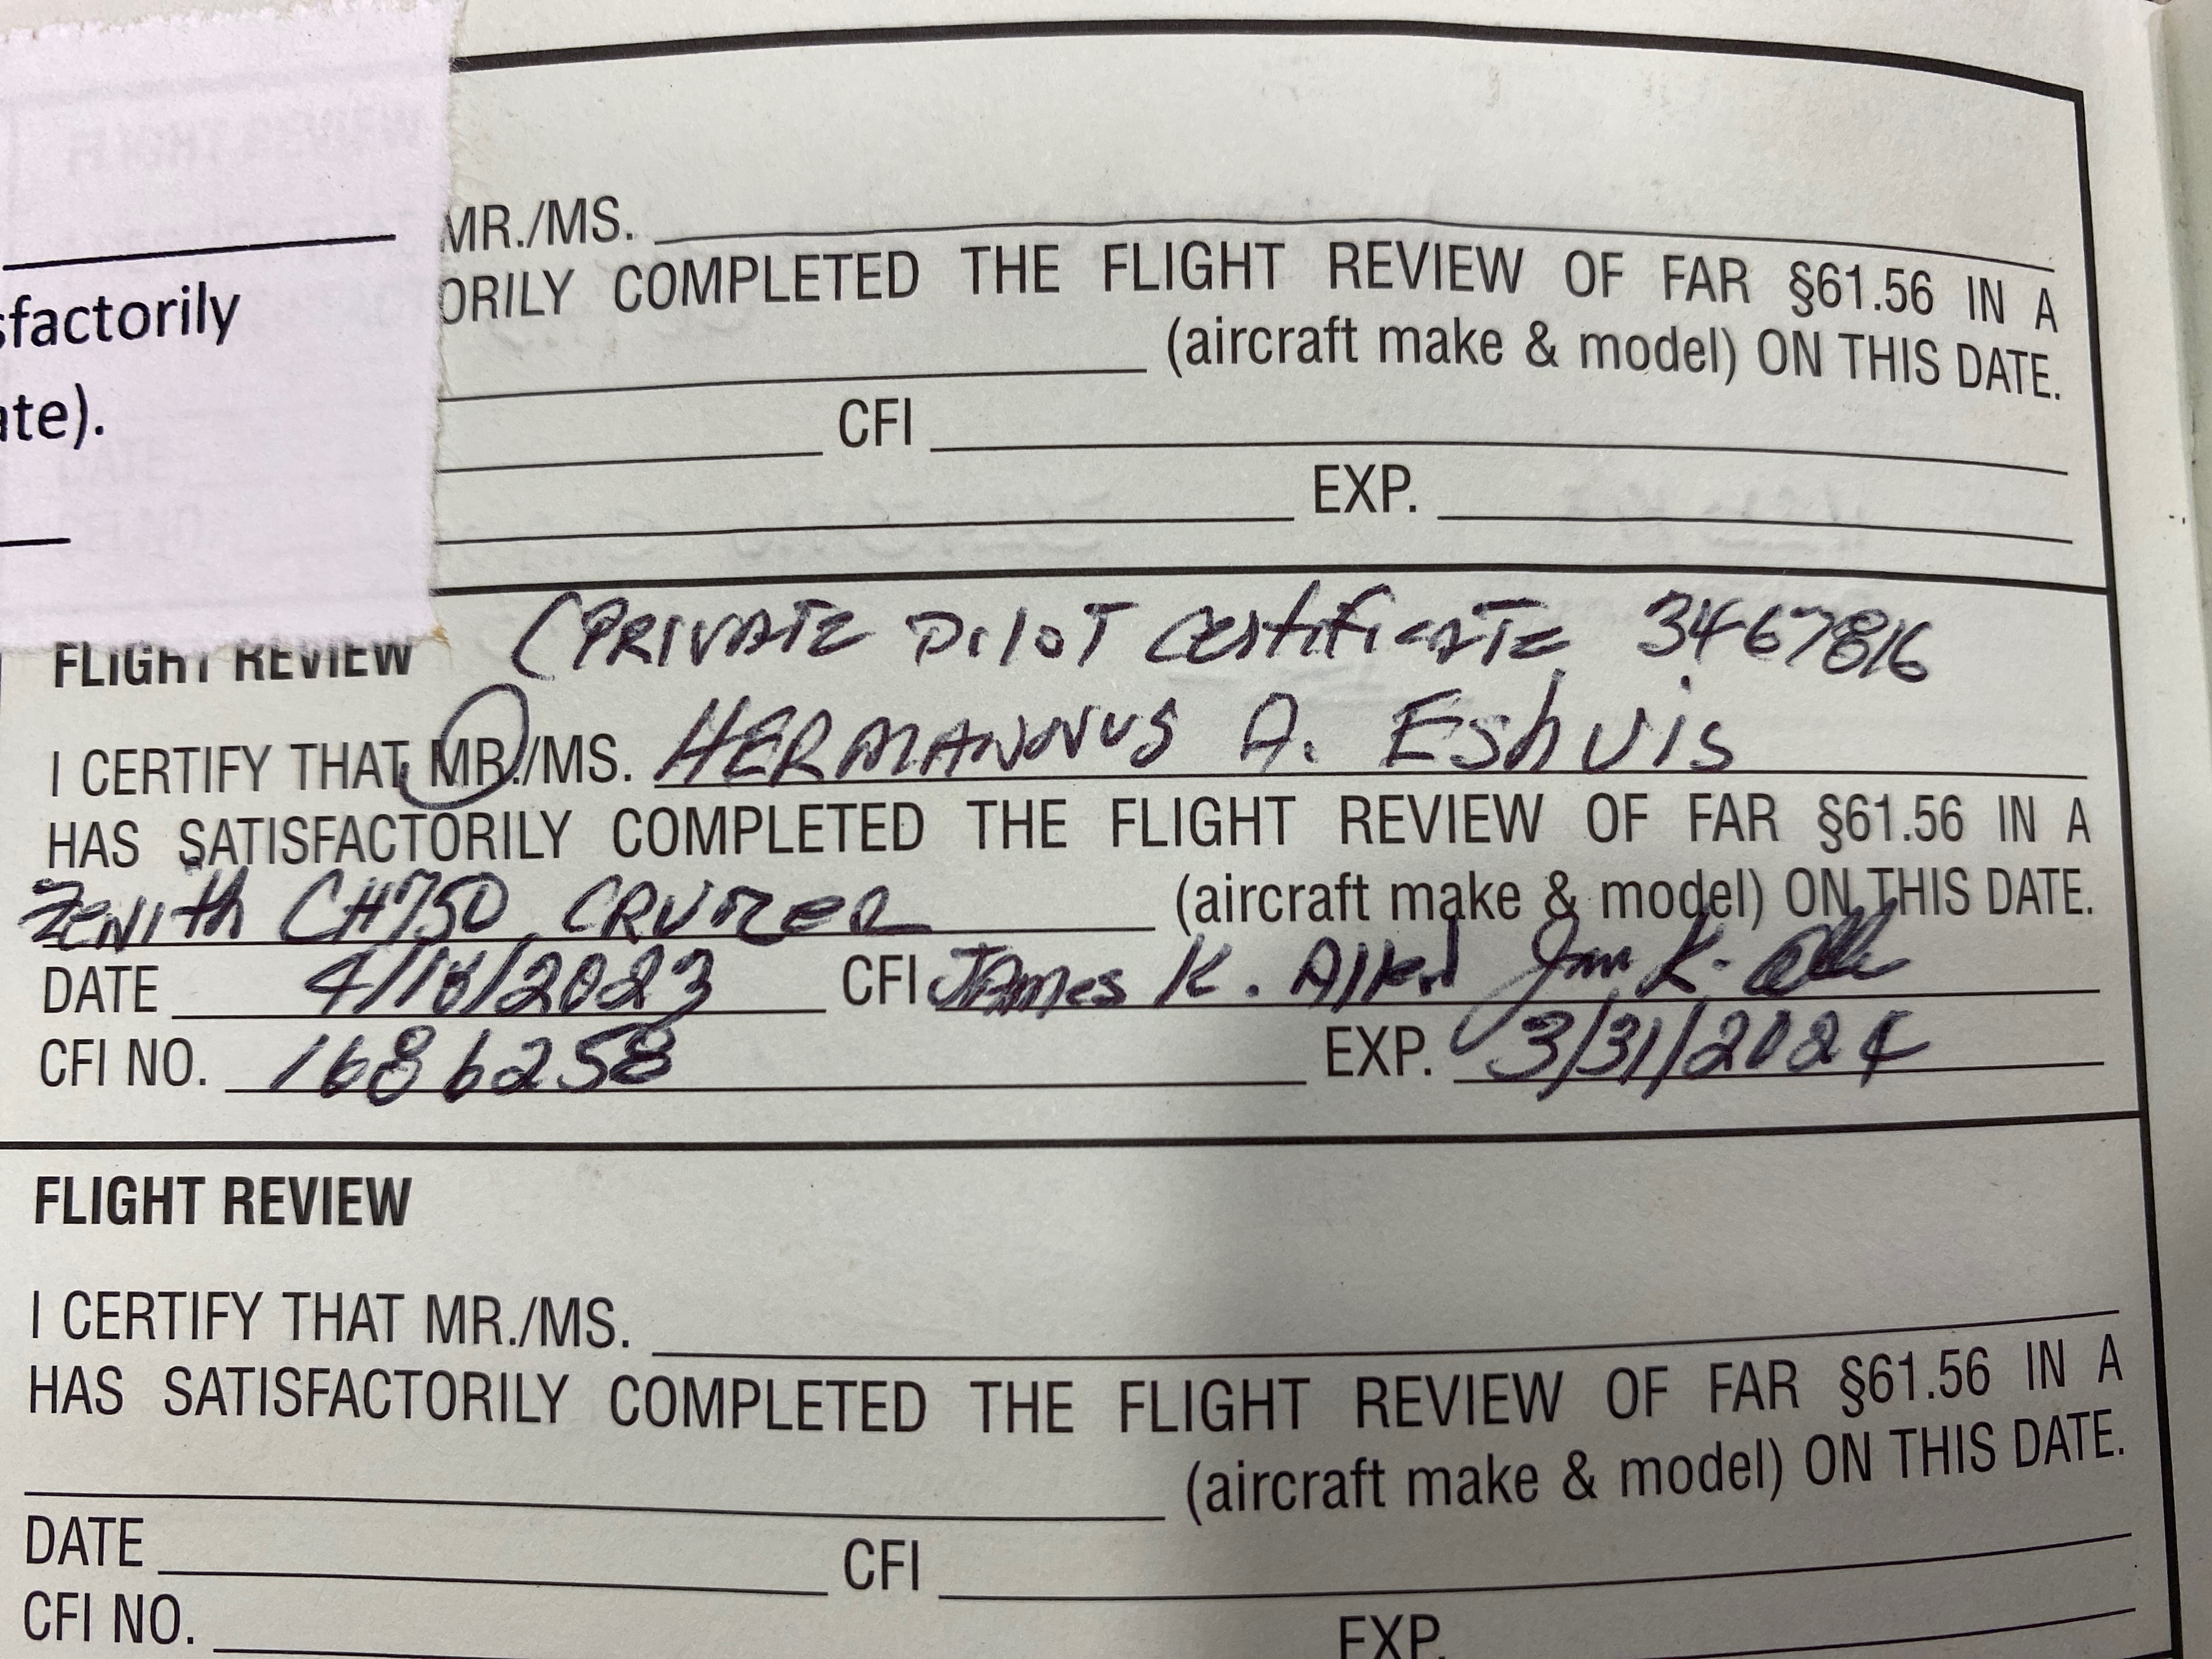 MR./MS.
sfactorily
ORILY COMPLETED THE FLIGHT REVIEW OF FAR §61.56 IN A
(aircraft make & model) ON THIS DATE.
ate).
CFI
EXP.
FLIGHT REVIEW (PRIVATE PILOT Certificate 3467816
I CERTIFY THAT MR./MS. HERMANNUS A. Eshuis
HAS SATISFACTORILY COMPLETED THE FLIGHT REVIEW OF FAR §61.56 IN A
Zenith CH750 CRUZER (aircraft make & model) ON THIS DATE.
DATE 4/18/2023 CFI James K. Allen
CFI NO. 1686258 EXP. 3/31/2024
FLIGHT REVIEW
I CERTIFY THAT MR./MS.
HAS SATISFACTORILY COMPLETED THE FLIGHT REVIEW OF FAR §61.56 IN A
(aircraft make & model) ON THIS DATE.
DATE CFI
CFI NO. EXP.